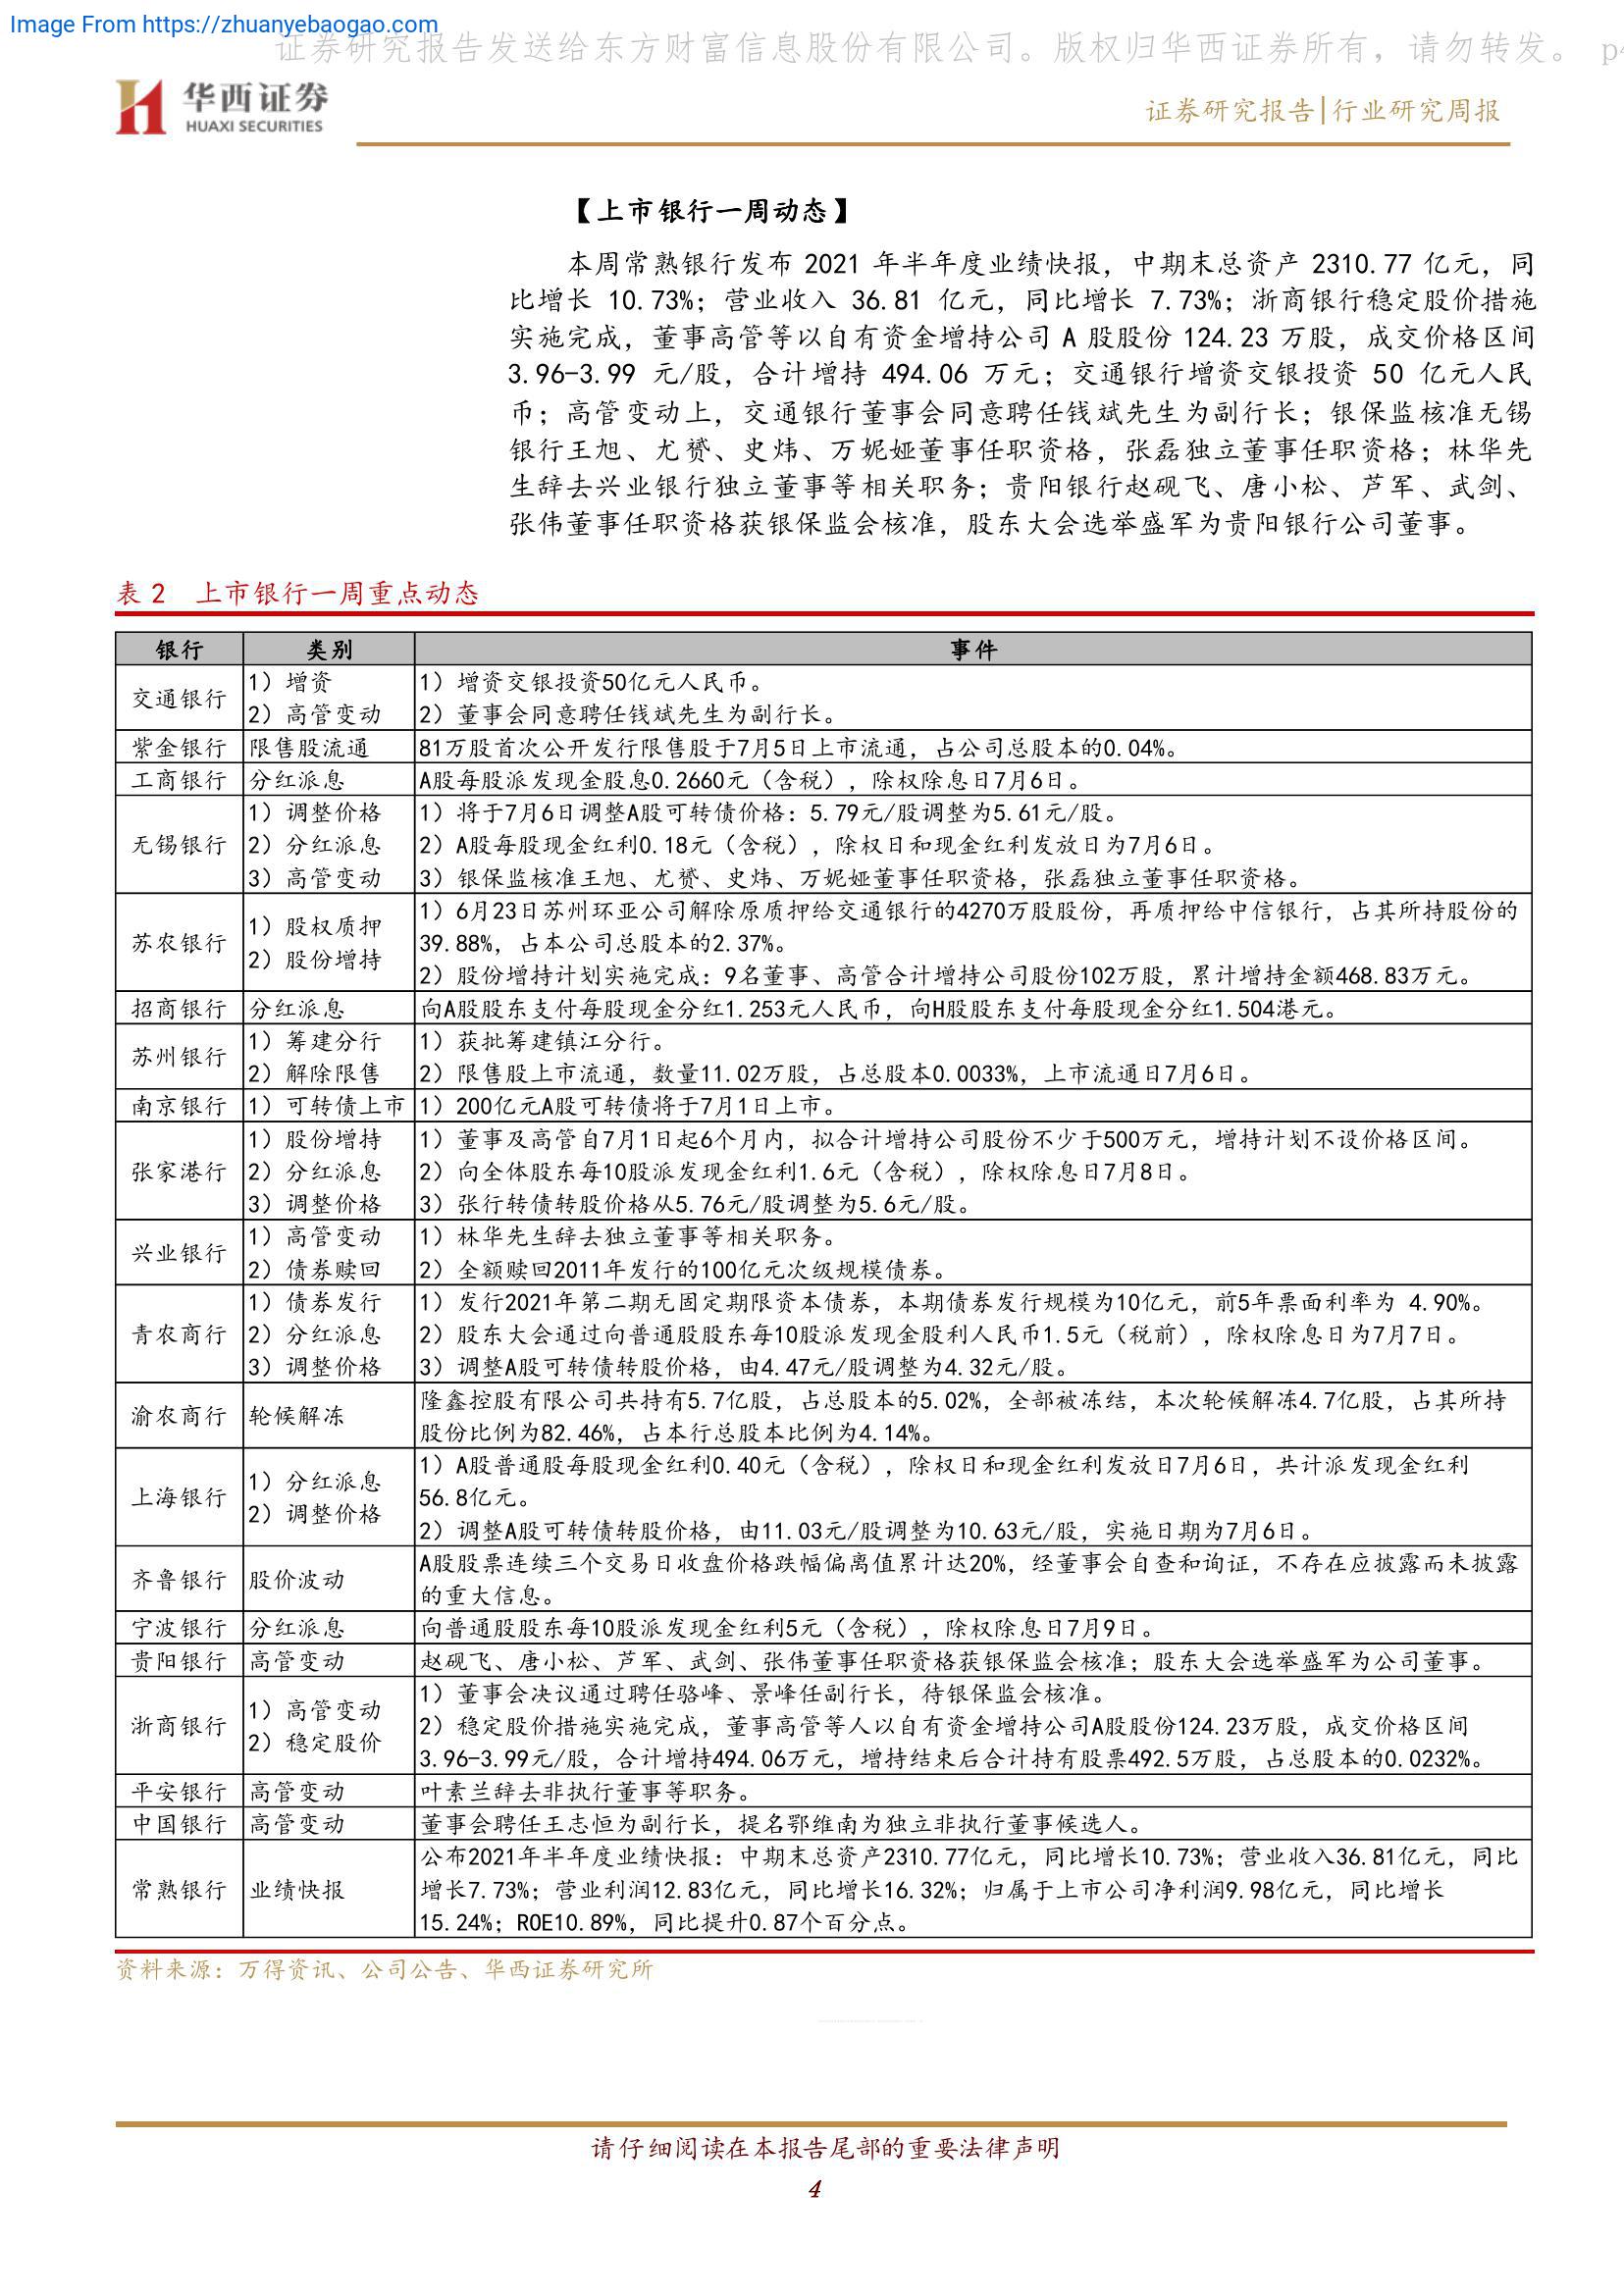 Image From https://zhuanyebaogao.com
证券研究报告发送给东方财富信息股份有限公司。版权归华西证券所有，请勿转发。 p4
华西证券
HUAXI SECURITIES
证券研究报告|行业研究周报
【上市银行一周动态】
本周常熟银行发布 2021 年半年度业绩快报，中期末总资产 2310.77 亿元，同
比增长 10.73%；营业收入 36.81 亿元，同比增长 7.73%；浙商银行稳定股价措施
实施完成，董事高管等以自有资金增持公司 A 股股份 124.23 万股，成交价格区间
3.96-3.99 元/股，合计增持 494.06 万元；交通银行增资交银投资 50 亿元人民
币；高管变动上，交通银行董事会同意聘任钱斌先生为副行长；银保监核准无锡
银行王旭、尤赟、史炜、万妮娅董事任职资格，张磊独立董事任职资格；林华先
生辞去兴业银行独立董事等相关职务；贵阳银行赵砚飞、唐小松、芦军、武剑、
张伟董事任职资格获银保监会核准，股东大会选举盛军为贵阳银行公司董事。
表 2 上市银行一周重点动态
银行 类别 事件
交通银行
1）增资
2）高管变动
1）增资交银投资50亿元人民币。
2）董事会同意聘任钱斌先生为副行长。
紫金银行 限售股流通 81万股首次公开发行限售股于7月5日上市流通，占公司总股本的0.04%。
工商银行 分红派息 A股每股派发现金股息0.2660元（含税），除权除息日7月6日。
无锡银行
1）调整价格
2）分红派息
3）高管变动
1）将于7月6日调整A股可转债价格：5.79元/股调整为5.61元/股。
2）A股每股现金红利0.18元（含税），除权日和现金红利发放日为7月6日。
3）银保监核准王旭、尤赟、史炜、万妮娅董事任职资格，张磊独立董事任职资格。
苏农银行
1）股权质押
2）股份增持
1）6月23日苏州环亚公司解除原质押给交通银行的4270万股股份，再质押给中信银行，占其所持股份的
39.88%，占本公司总股本的2.37%。
2）股份增持计划实施完成：9名董事、高管合计增持公司股份102万股，累计增持金额468.83万元。
招商银行 分红派息 向A股股东支付每股现金分红1.253元人民币，向H股股东支付每股现金分红1.504港元。
苏州银行
1）筹建分行
2）解除限售
1）获批筹建镇江分行。
2）限售股上市流通，数量11.02万股，占总股本0.0033%，上市流通日7月6日。
南京银行 1）可转债上市 1）200亿元A股可转债将于7月1日上市。
张家港行
1）股份增持
2）分红派息
3）调整价格
1）董事及高管自7月1日起6个月内，拟合计增持公司股份不少于500万元，增持计划不设价格区间。
2）向全体股东每10股派发现金红利1.6元（含税），除权除息日7月8日。
3）张行转债转股价格从5.76元/股调整为5.6元/股。
兴业银行
1）高管变动
2）债券赎回
1）林华先生辞去独立董事等相关职务。
2）全额赎回2011年发行的100亿元次级规模债券。
青农商行
1）债券发行
2）分红派息
3）调整价格
1）发行2021年第二期无固定期限资本债券，本期债券发行规模为10亿元，前5年票面利率为 4.90%。
2）股东大会通过向普通股股东每10股派发现金股利人民币1.5元（税前），除权除息日为7月7日。
3）调整A股可转债转股价格，由4.47元/股调整为4.32元/股。
渝农商行 轮候解冻
隆鑫控股有限公司共持有5.7亿股，占总股本的5.02%，全部被冻结，本次轮候解冻4.7亿股，占其所持
股份比例为82.46%，占本行总股本比例为4.14%。
上海银行
1）分红派息
2）调整价格
1）A股普通股每股现金红利0.40元（含税），除权日和现金红利发放日7月6日，共计派发现金红利
56.8亿元。
2）调整A股可转债转股价格，由11.03元/股调整为10.63元/股，实施日期为7月6日。
齐鲁银行 股价波动
A股股票连续三个交易日收盘价格跌幅偏离值累计达20%，经董事会自查和询证，不存在应披露而未披露
的重大信息。
宁波银行 分红派息 向普通股股东每10股派发现金红利5元（含税），除权除息日7月9日。
贵阳银行 高管变动 赵砚飞、唐小松、芦军、武剑、张伟董事任职资格获银保监会核准；股东大会选举盛军为公司董事。
浙商银行
1）高管变动
2）稳定股价
1）董事会决议通过聘任骆峰、景峰任副行长，待银保监会核准。
2）稳定股价措施实施完成，董事高管等人以自有资金增持公司A股股份124.23万股，成交价格区间
3.96-3.99元/股，合计增持494.06万元，增持结束后合计持有股票492.5万股，占总股本的0.0232%。
平安银行 高管变动 叶素兰辞去非执行董事等职务。
中国银行 高管变动 董事会聘任王志恒为副行长，提名鄂维南为独立非执行董事候选人。
常熟银行 业绩快报
公布2021年半年度业绩快报：中期末总资产2310.77亿元，同比增长10.73%；营业收入36.81亿元，同比
增长7.73%；营业利润12.83亿元，同比增长16.32%；归属于上市公司净利润9.98亿元，同比增长
15.24%；ROE10.89%，同比提升0.87个百分点。
资料来源：万得资讯、公司公告、华西证券研究所
请仔细阅读在本报告尾部的重要法律声明
4